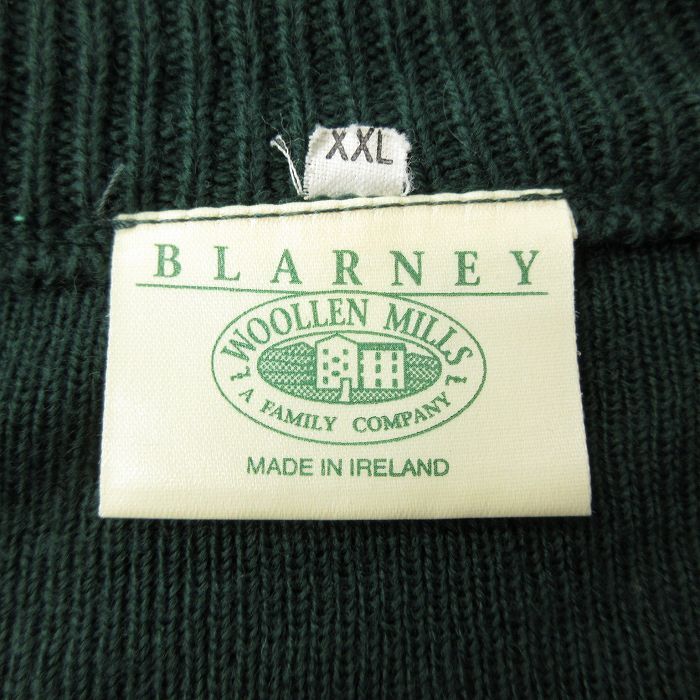 XXL
BLARNEY
WOOLLEN MILLS
A FAMILY COMPANY
MADE IN IRELAND